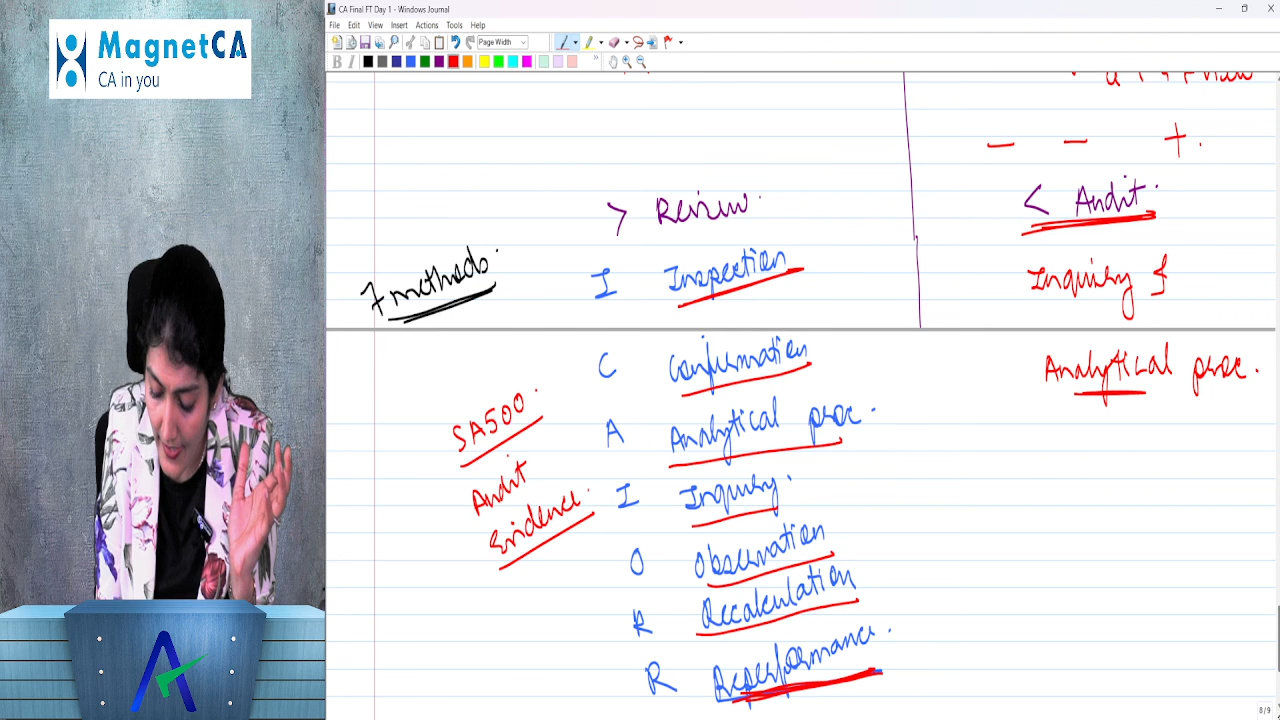 MagnetCA
CA in you
CA Final FT Day 1 - Windows Journal
File Edit View Insert Actions Tools Help
Page Width
B I
> Review.
< Audit.
7 methods.
I Inspection
Inquiry &
C Confirmation
Analytical proc.
SA500
A Analytical proc.
Audit
Evidence.
I Inquiry.
O Observation
R Recalculation
R Reperformance.
8/9